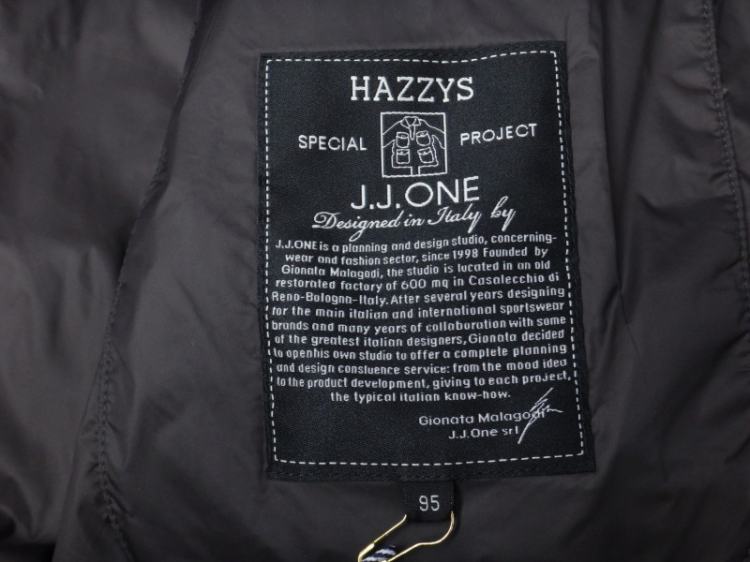 HAZZYS
SPECIAL PROJECT
J.J.ONE
Designed in Italy by
J.J.ONE is a planning and design studio, concerning-
wear and fashion sector, since 1998 Founded by
Gionata Malagodi, the studio is located in an old
restorated factory of 600 mq in Casalecchio di
Reno-Bologna-Italy. After several years designing
for the main italian and international sportswear
brands and many years of collaboration with some
of the greatest italian designers, Gionata decided
to openhis own studio to offer a complete planning
and design consluence service: from the mood idea
to the product development, giving to each project,
the typical italian know-how.
Gionata Malagodi
J.J.One srl
95